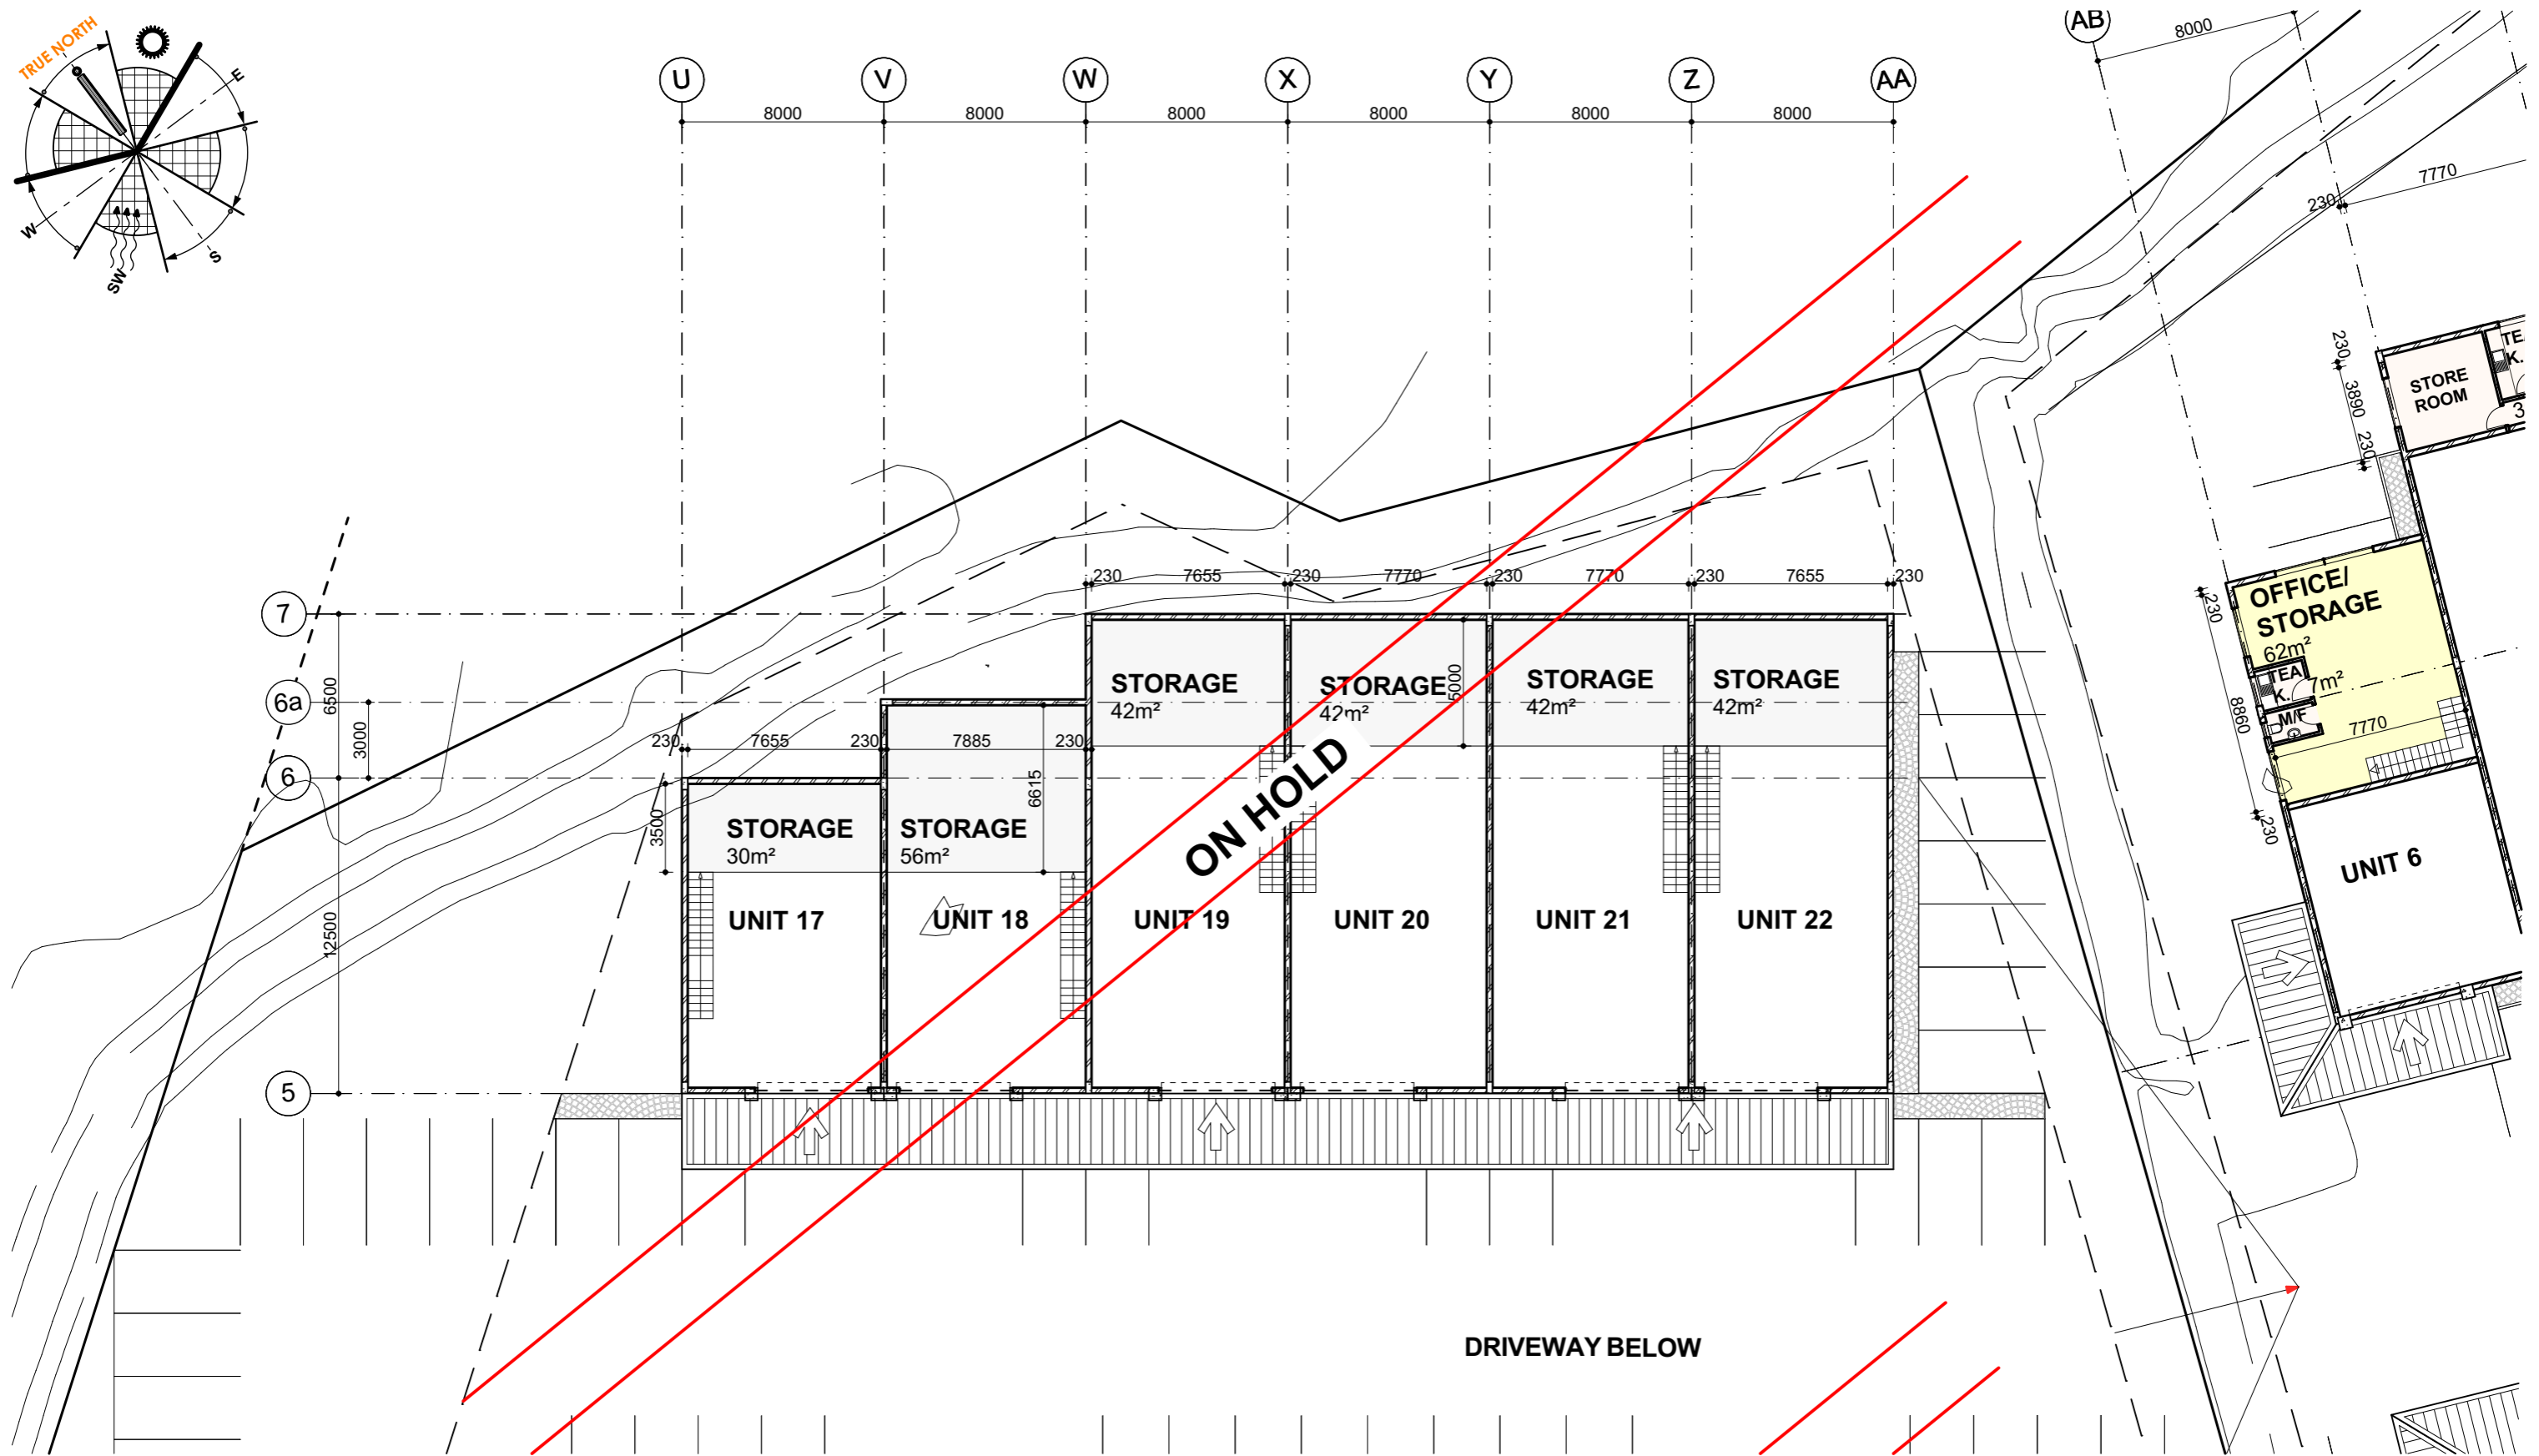 TRUE NORTH
E
W
S
SW
U
V
W
X
Y
Z
AA
AB
8000
8000
8000
8000
8000
8000
8000
7770
230
230
3890
230
STORE
ROOM
K.
7
6a
6
5
6500
3000
12500
230
7655
230
7770
230
7770
230
7655
230
230
7655
230
7885
230
3500
6615
5000
STORAGE
42m²
STORAGE
42m²
STORAGE
42m²
STORAGE
42m²
STORAGE
30m²
STORAGE
56m²
ON HOLD
UNIT 17
UNIT 18
UNIT 19
UNIT 20
UNIT 21
UNIT 22
OFFICE/
STORAGE
62m²
TEA
K.
7m²
M/F
7770
230
8860
230
UNIT 6
DRIVEWAY BELOW